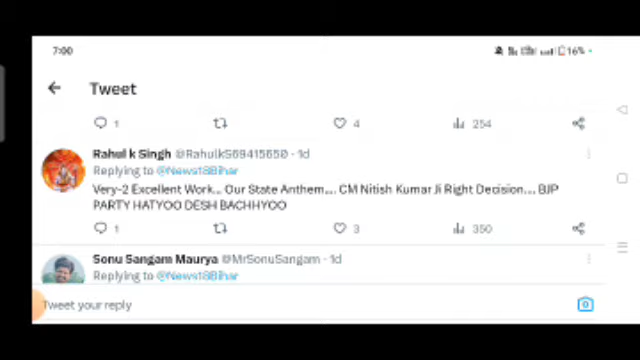 7:00
16%
Tweet
1 4 254
Rahul k Singh @RahulkS69415650 · 1d
Replying to @News18Bihar
Very-2 Excellent Work... Our State Anthem.... CM Nitish Kumar Ji Right Decision.... BJP
PARTY HATYOO DESH BACHHYOO
1 3 350
Sonu Sangam Maurya @MrSonuSangam · 1d
Replying to @News18Bihar
Tweet your reply